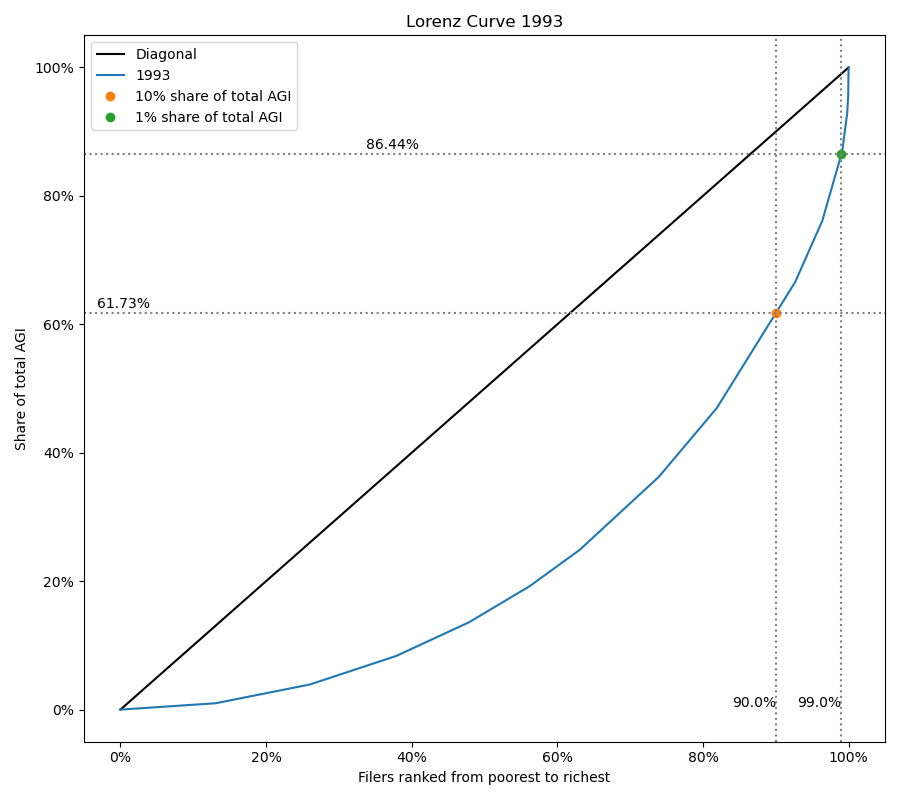 Lorenz Curve 1993
Diagonal
1993
10% share of total AGI
1% share of total AGI
100%
80%
60%
40%
20%
0%
86.44%
61.73%
90.0%
99.0%
Share of total AGI
0%
20%
40%
60%
80%
100%
Filers ranked from poorest to richest